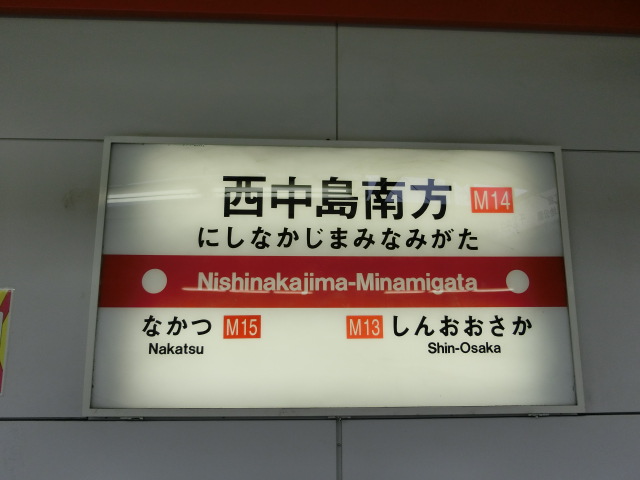 西中島南方 M14
にしなかじまみなみがた
Nishinakajima-Minamigata
なかつ M15 M13 しんおおさか
Nakatsu Shin-Osaka